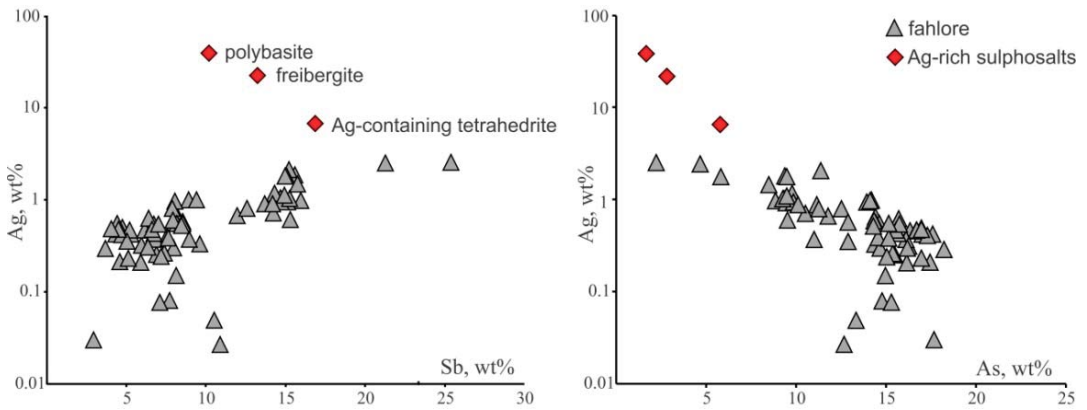 100
10
1
0.1
0.01
Ag, wt%
polybasite
freibergite
Ag-containing tetrahedrite
Sb, wt%
5 10 15 20 25 30
100
10
1
0.1
0.01
Ag, wt%
fahlore
Ag-rich sulphosalts
As, wt%
5 10 15 20 25